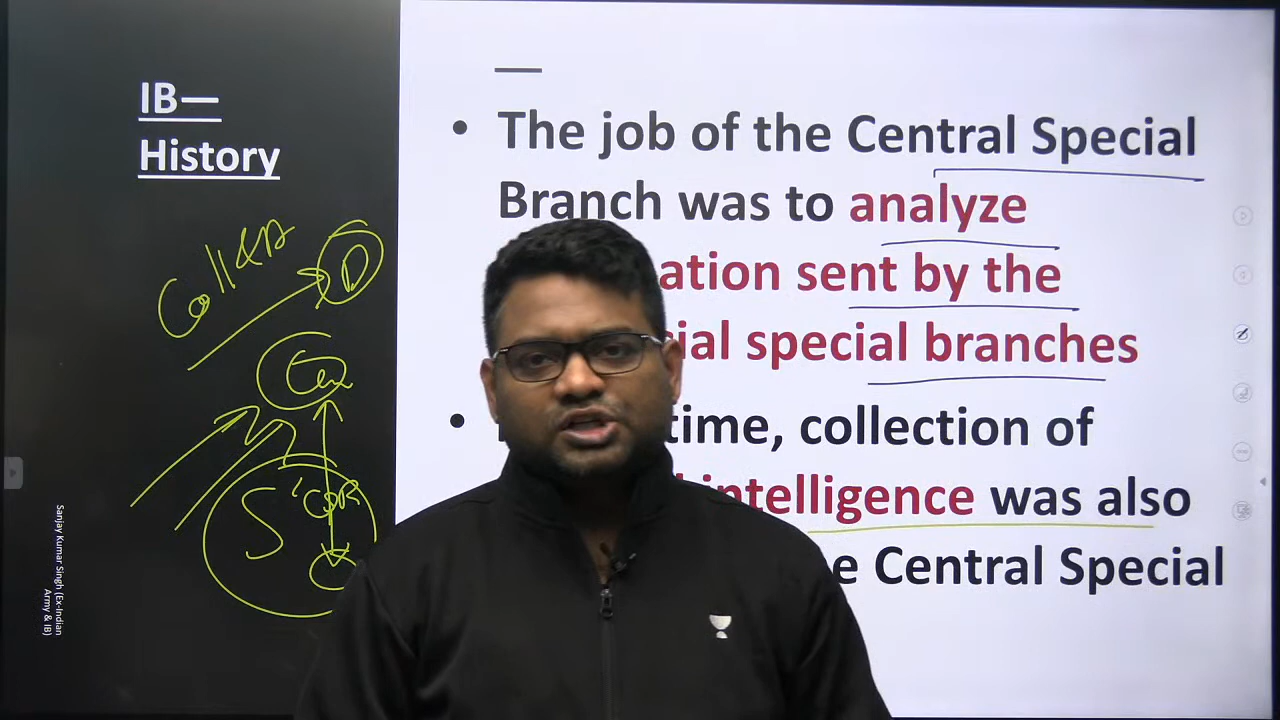 IB—
History
—
• The job of the Central Special
Branch was to analyze
ation sent by the
ial special branches
• time, collection of
intelligence was also
e Central Special
Sanjay Kumar Singh (Ex-Indian
Army & IB)
D